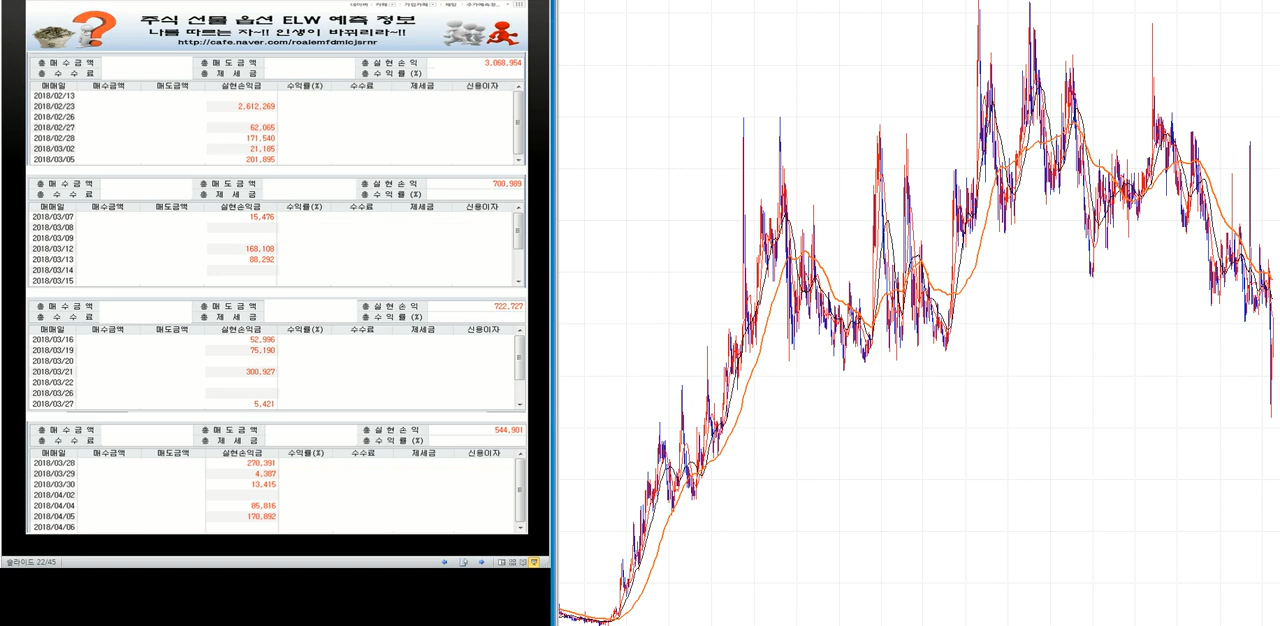 네이버 카페 가입카페 채팅
주식 선물 옵션 ELW 예측 정보
나를 따르는 자~!! 인생이 바꿔리라~!!
총 매 수 금 액 총 매 도 금 액 총 실 현 손 익 3,068,954
총 수 수 료 총 제 세 금 총 수 익 률 (%)
매매일 매수금액 매도금액 실현손익금 수익률(%) 수수료 제세금 신용이자
2018/02/13
2018/02/23 2,612,269
2018/02/26
2018/02/27 62,065
2018/02/28 171,540
2018/03/02 21,185
2018/03/05 201,895
총 매 수 금 액 총 매 도 금 액 총 실 현 손 익 700,989
총 수 수 료 총 제 세 금 총 수 익 률 (%)
매매일 매수금액 매도금액 실현손익금 수익률(%) 수수료 제세금 신용이자
2018/03/07 15,476
2018/03/08
2018/03/09
2018/03/12 168,108
2018/03/13 88,292
2018/03/14
2018/03/15
총 매 수 금 액 총 매 도 금 액 총 실 현 손 익 722,727
총 수 수 료 총 제 세 금 총 수 익 률 (%)
매매일 매수금액 매도금액 실현손익금 수익률(%) 수수료 제세금 신용이자
2018/03/16 52,996
2018/03/19 75,190
2018/03/20
2018/03/21 300,927
2018/03/22
2018/03/26
2018/03/27 5,421
총 매 수 금 액 총 매 도 금 액 총 실 현 손 익 544,901
총 수 수 료 총 제 세 금 총 수 익 률 (%)
매매일 매수금액 매도금액 실현손익금 수익률(%) 수수료 제세금 신용이자
2018/03/28 270,391
2018/03/29 4,387
2018/03/30 13,415
2018/04/02
2018/04/04 85,816
2018/04/05 170,892
2018/04/06
슬라이드 22/45